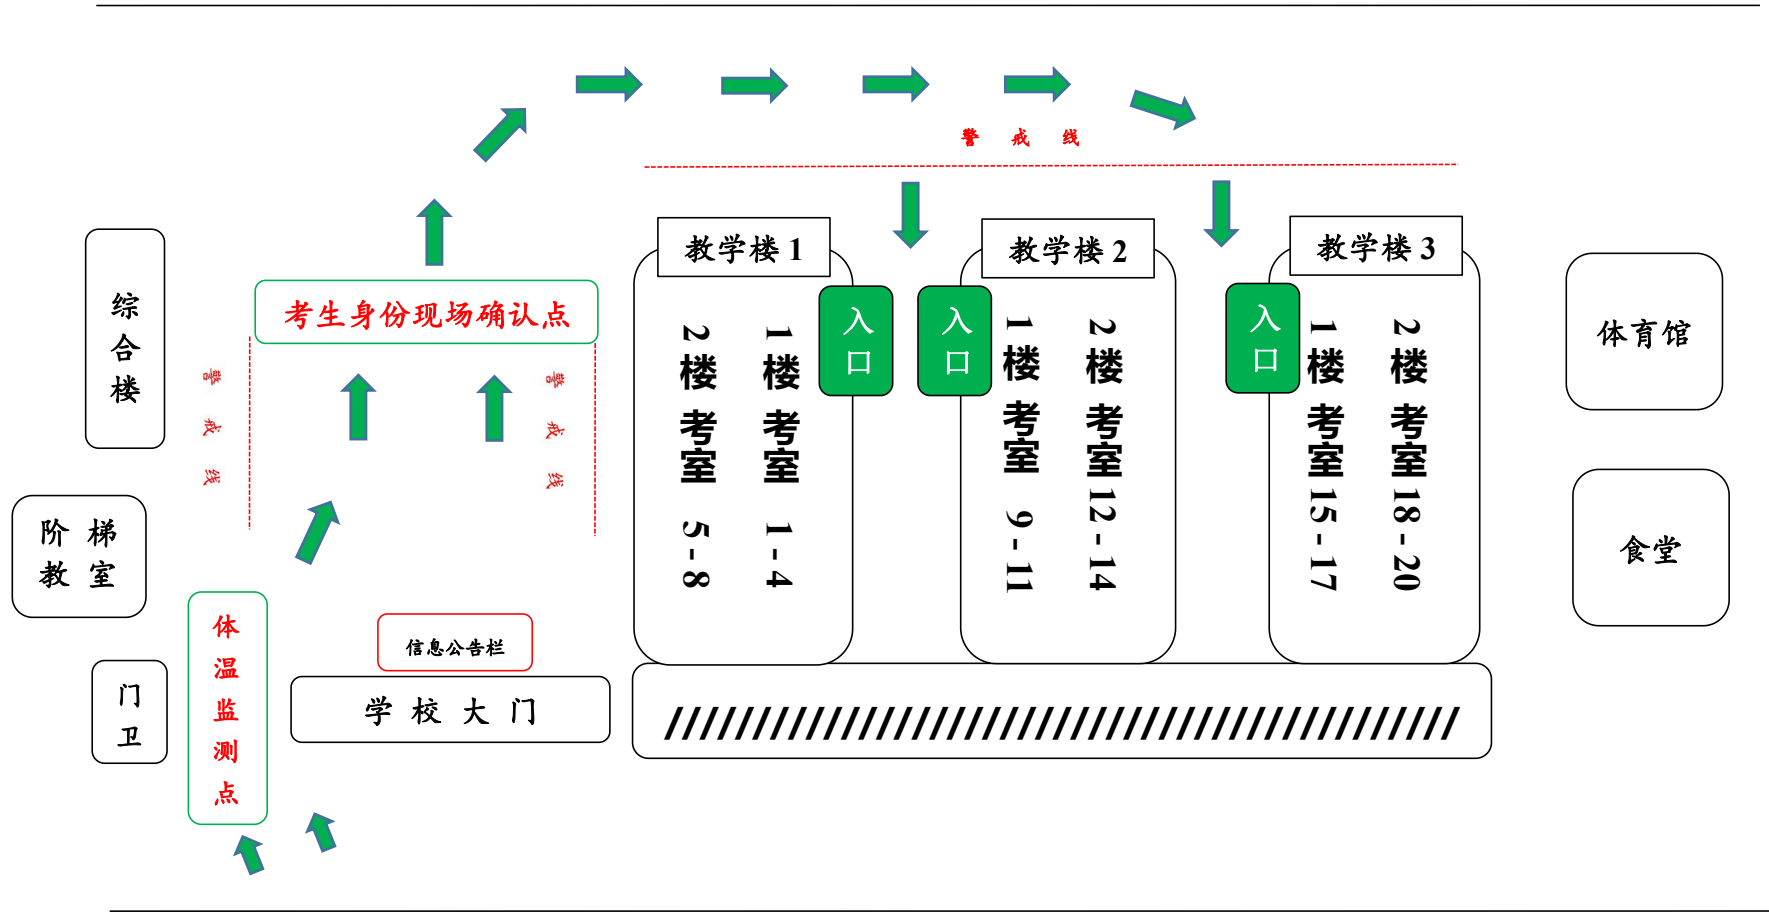 警 戒 线
教学楼 1
教学楼 2
教学楼 3
综合楼
考生身份现场确认点
警戒线
警戒线
入口
入口
入口
2楼 考室 5-8
1楼 考室 1-4
1楼 考室 9-11
2楼 考室 12-14
1楼 考室 15-17
2楼 考室 18-20
体育馆
阶 梯
教 室
食堂
体温监测点
信息公告栏
门卫
学 校 大 门
////////////////////////////////////////////